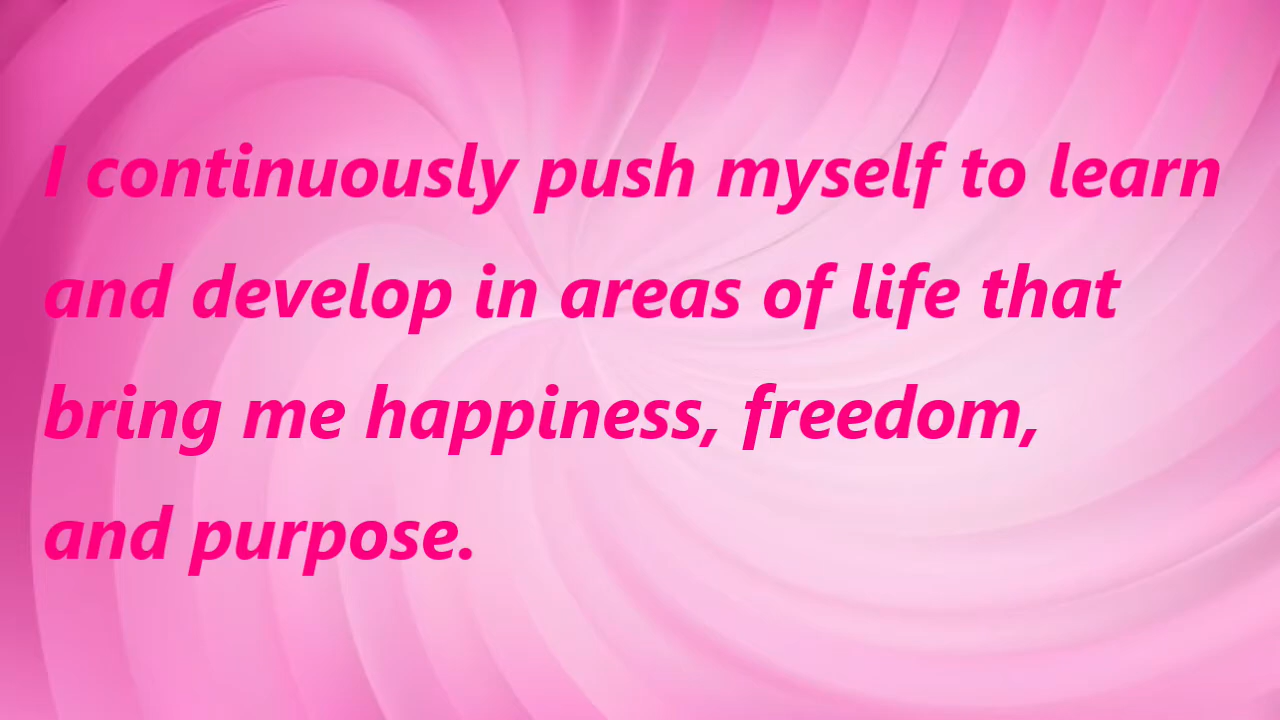 I continuously push myself to learn
and develop in areas of life that
bring me happiness, freedom,
and purpose.